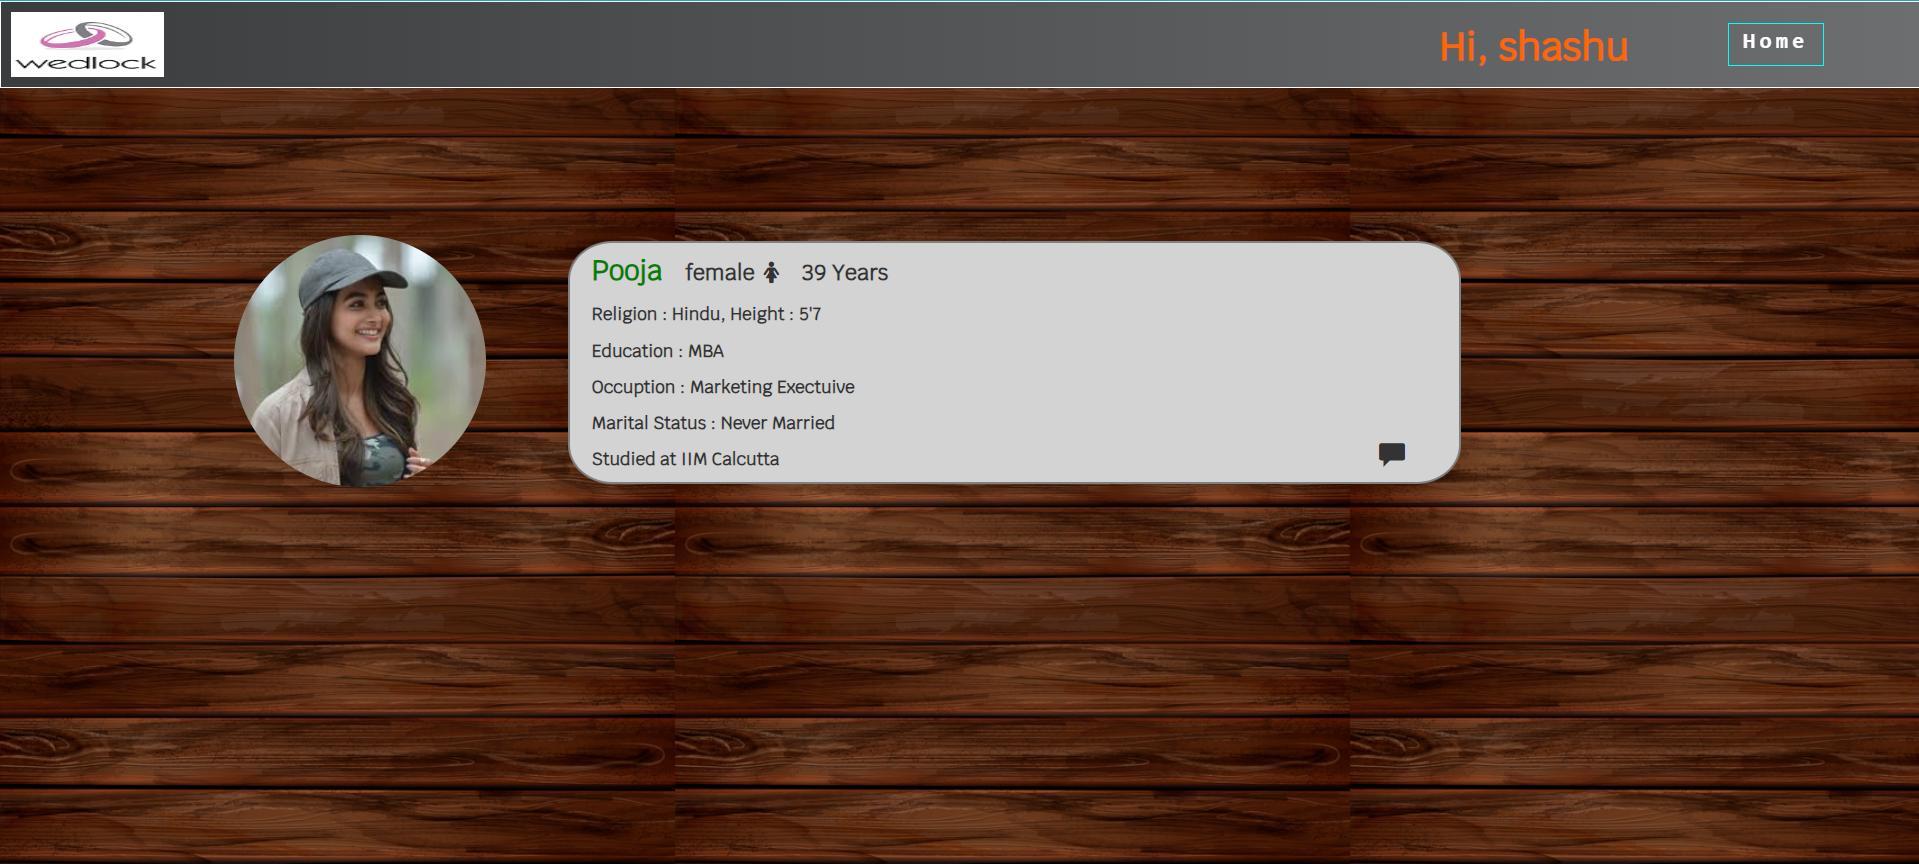 wedlock
Hi, shashu
Home
Pooja female 39 Years
Religion : Hindu, Height : 5'7
Education : MBA
Occuption : Marketing Exectuive
Marital Status : Never Married
Studied at IIM Calcutta